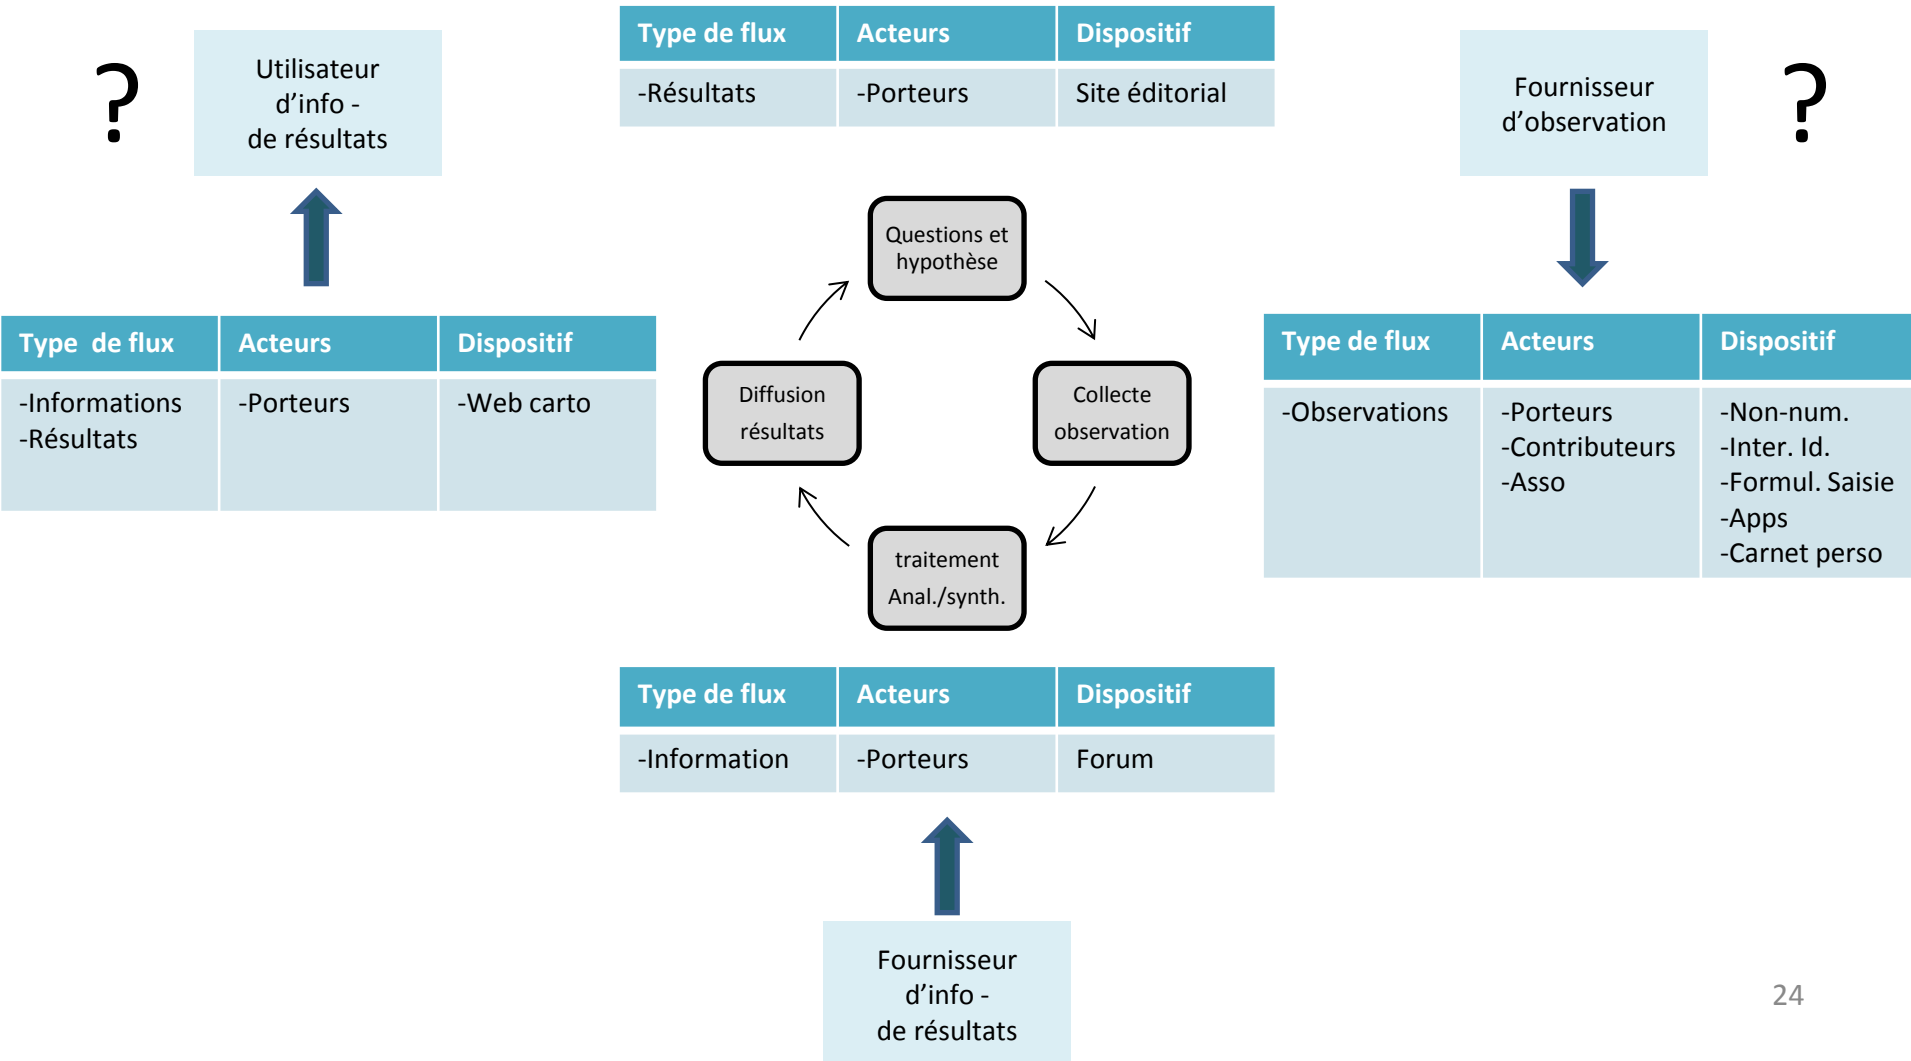 Type de flux Acteurs Dispositif
-Résultats -Porteurs Site éditorial
?
Utilisateur
d’info -
de résultats
Fournisseur
d’observation
?
Questions et
hypothèse
Type  de flux Acteurs Dispositif
-Informations -Porteurs -Web carto
-Résultats
Diffusion
résultats
Collecte
observation
Type de flux Acteurs Dispositif
-Observations -Porteurs -Non-num.
-Contributeurs -Inter. Id.
-Asso -Formul. Saisie
-Apps
-Carnet perso
traitement
Anal./synth.
Type de flux Acteurs Dispositif
-Information -Porteurs Forum
Fournisseur
d’info -
de résultats
24